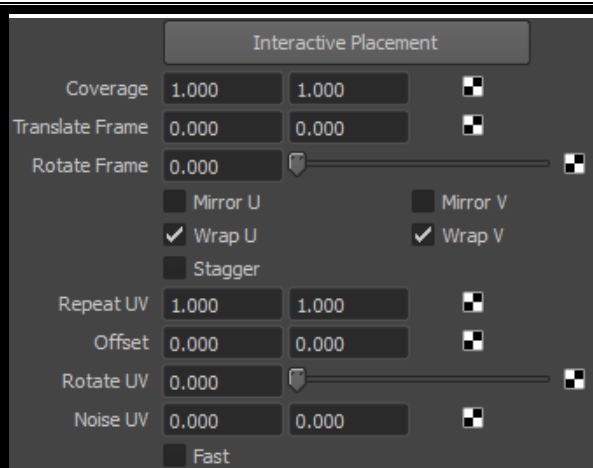 Interactive Placement
Coverage 1.000 1.000
Translate Frame 0.000 0.000
Rotate Frame 0.000
Mirror U Mirror V
Wrap U Wrap V
Stagger
Repeat UV 1.000 1.000
Offset 0.000 0.000
Rotate UV 0.000
Noise UV 0.000 0.000
Fast